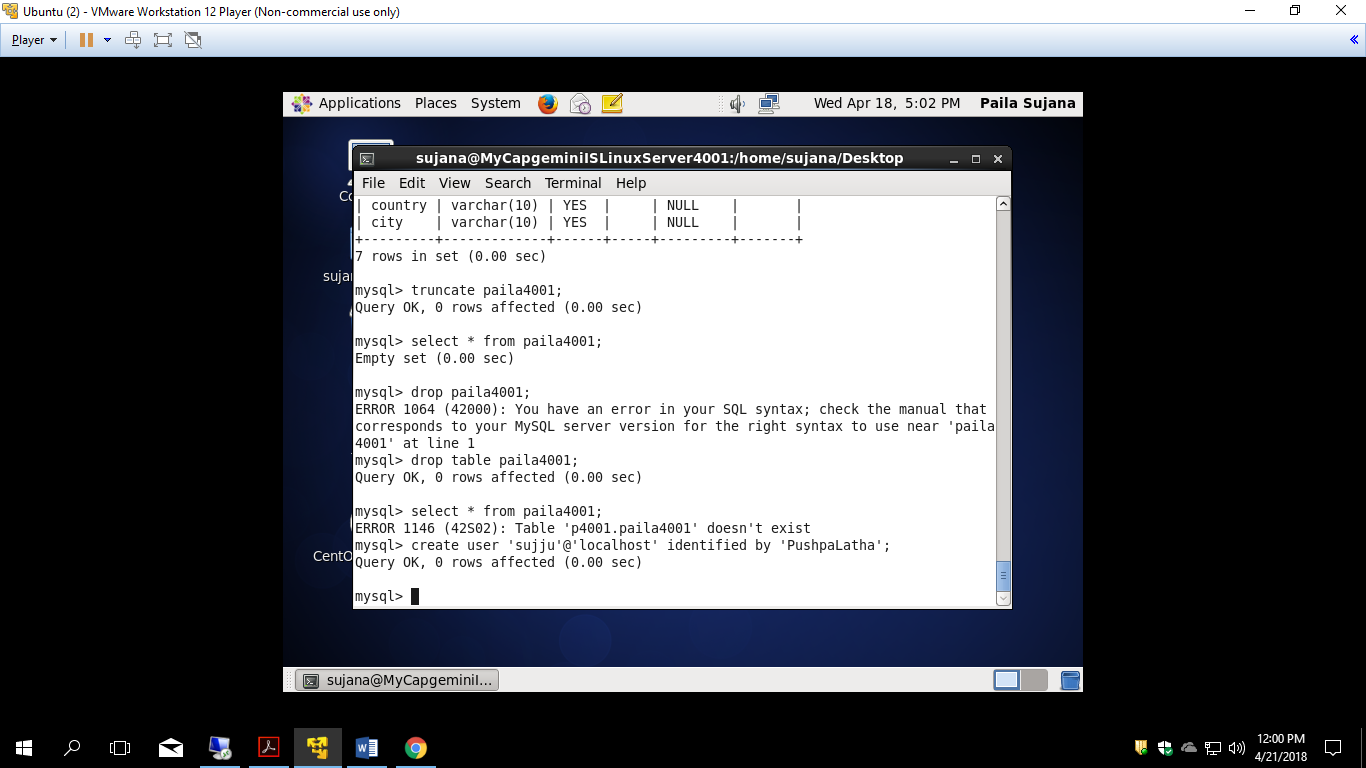 Ubuntu (2) - VMware Workstation 12 Player (Non-commercial use only)
Player
Applications Places System Wed Apr 18, 5:02 PM Paila Sujana
sujana@MyCapgeminiISLinuxServer4001:/home/sujana/Desktop
File Edit View Search Terminal Help
| country | varchar(10) | YES | | NULL | |
| city | varchar(10) | YES | | NULL | |
+---------+-------------+------+-----+---------+-------+
7 rows in set (0.00 sec)
mysql> truncate paila4001;
Query OK, 0 rows affected (0.00 sec)
mysql> select * from paila4001;
Empty set (0.00 sec)
mysql> drop paila4001;
ERROR 1064 (42000): You have an error in your SQL syntax; check the manual that
corresponds to your MySQL server version for the right syntax to use near 'paila
4001' at line 1
mysql> drop table paila4001;
Query OK, 0 rows affected (0.00 sec)
mysql> select * from paila4001;
ERROR 1146 (42S02): Table 'p4001.paila4001' doesn't exist
mysql> create user 'sujju'@'localhost' identified by 'PushpaLatha';
Query OK, 0 rows affected (0.00 sec)
mysql>
sujana@MyCapgeminiI...
12:00 PM
4/21/2018